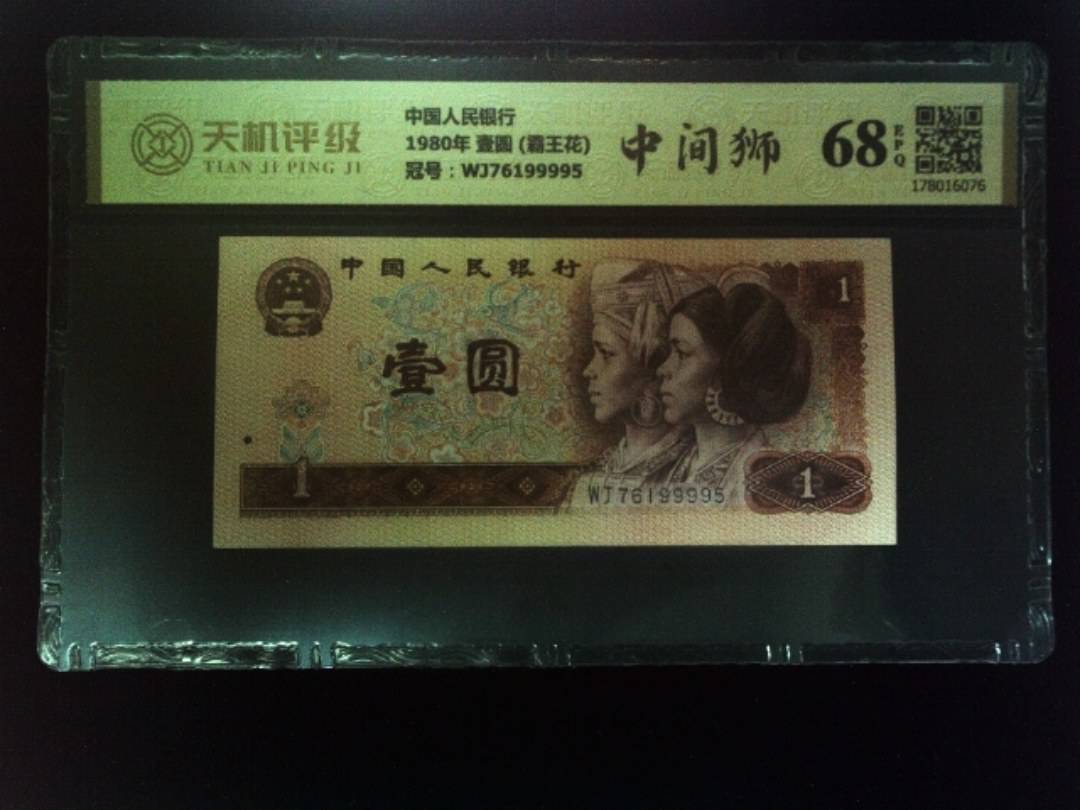 天机评级
TIAN JI PING JI
中国人民银行
1980年 壹圆 (霸王花)
冠号：WJ76199995
中间狮
68
EPQ
178016076
中国人民银行
1
壹圆
1
WJ76199995
1